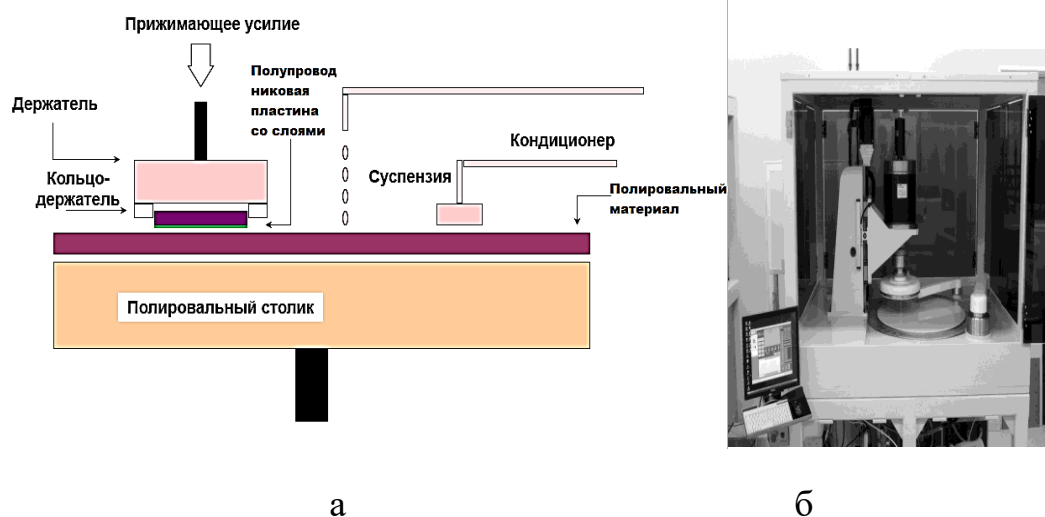 Прижимающее усилие
Полупровод
никовая
пластина
со слоями
Держатель
Кольцо-
держатель
Кондиционер
Суспензия
Полировальный
материал
Полировальный столик
а
б